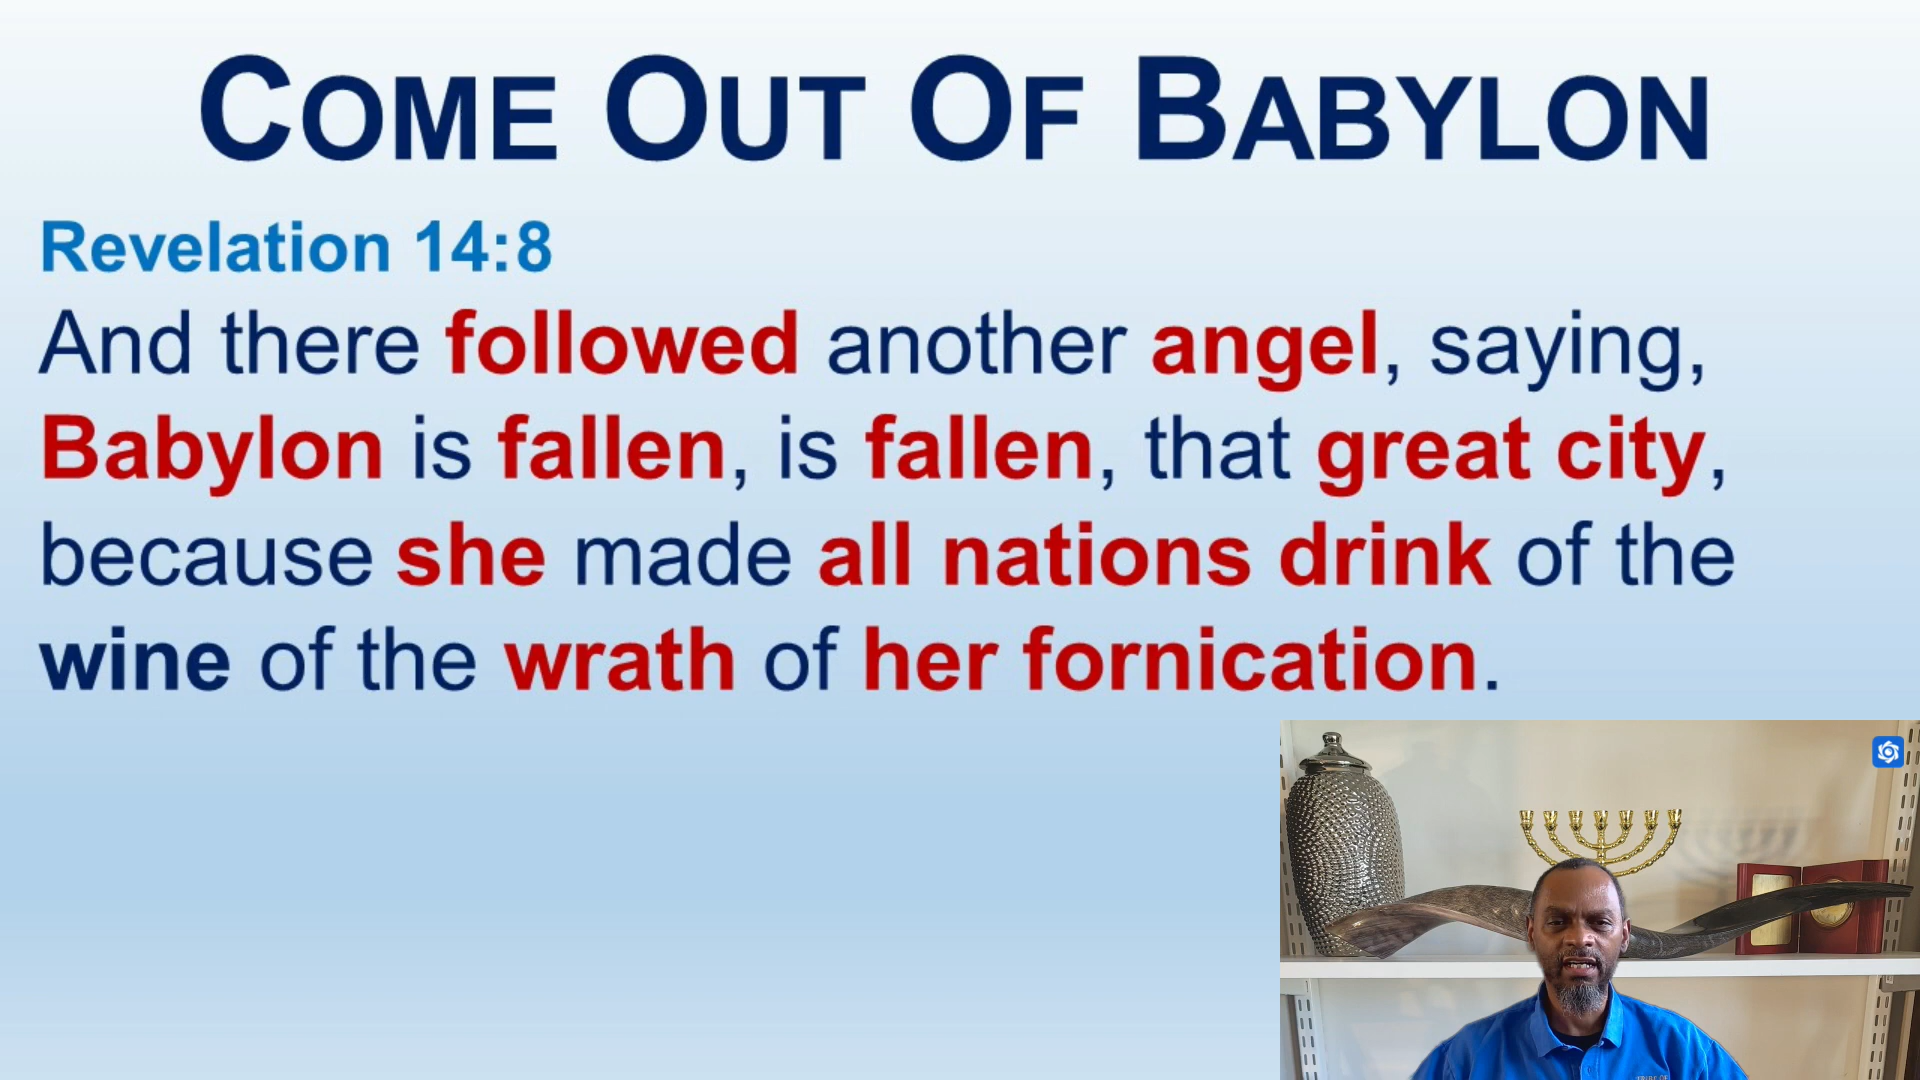 COME OUT OF BABYLON
Revelation 14:8
And there followed another angel, saying,
Babylon is fallen, is fallen, that great city,
because she made all nations drink of the
wine of the wrath of her fornication.